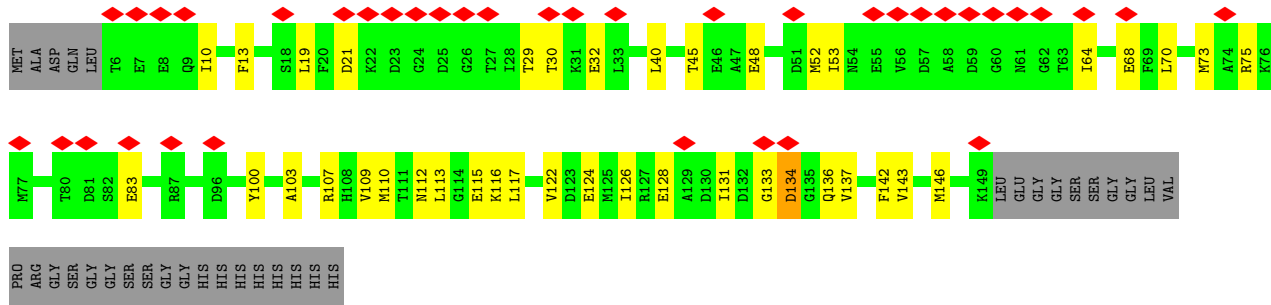 MET ALA ASP GLN LEU T6 E7 E8 Q9 I10 F13 S18 L19 F20 D21 K22 D23 G24 D25 G26 T27 I28 T29 T30 K31 E32 L33 L40 T45 E46 A47 E48 D51 M52 I53 N54 E55 V56 D57 A58 D59 G60 N61 G62 T63 I64 E68 F69 L70 M73 A74 R75 K76
M77 T80 D81 S82 E83 R87 D96 Y100 A103 R107 H108 V109 M110 T111 N112 L113 G114 E115 K116 L117 V122 D123 E124 M125 I126 R127 E128 A129 D130 I131 D132 G133 D134 G135 Q136 V137 F142 V143 M146 K149 LEU GLU GLY GLY SER SER GLY GLY LEU VAL
PRO ARG GLY SER GLY GLY SER SER GLY GLY HIS HIS HIS HIS HIS HIS HIS HIS